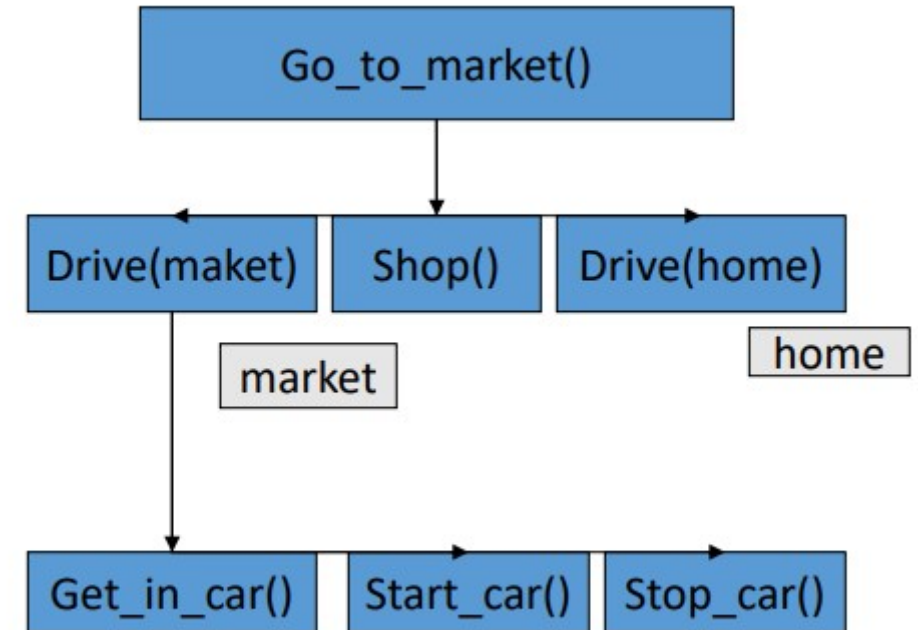 Go_to_market()
Drive(maket)
Shop()
Drive(home)
market
home
Get_in_car()
Start_car()
Stop_car()